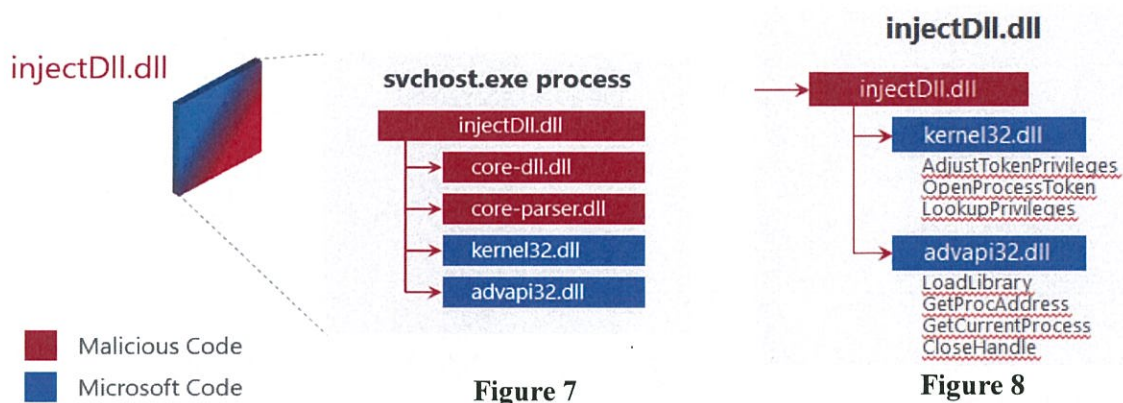 injectDll.dll
svchost.exe process
injectDll.dll
core-dll.dll
core-parser.dll
kernel32.dll
advapi32.dll
Malicious Code
Microsoft Code
Figure 7
injectDll.dll
injectDll.dll
kernel32.dll
AdjustTokenPrivileges
OpenProcessToken
LookupPrivileges
advapi32.dll
LoadLibrary
GetProcAddress
GetCurrentProcess
CloseHandle
Figure 8